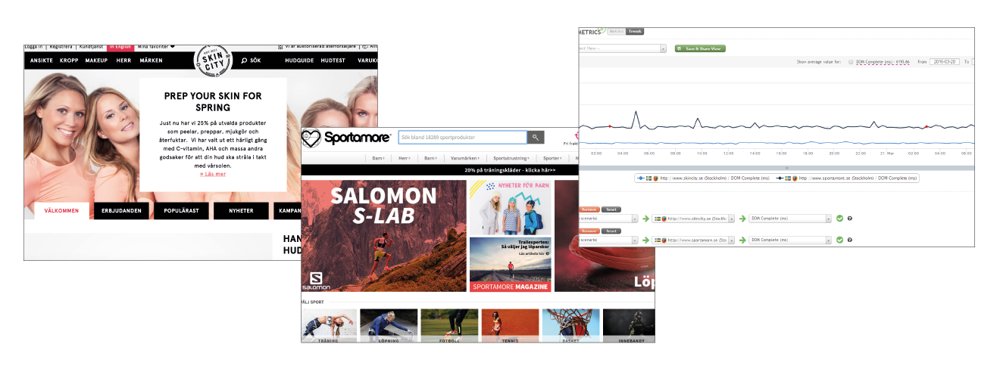 Logga in | Registrera | Kundtjänst In English Mina favoriter
Vi är auktoriserad återförsäljare
ANSIKTE KROPP MAKEUP HERR MÄRKEN
EST 2011
SKIN
CITY
SÖK
HUDGUIDE HUDTEST
PREP YOUR SKIN FOR
SPRING
Just nu har vi 25% på utvalda produkter
som peelar, preppar, mjukgör och
återfuktar. Vi har valt ut ett härligt gäng
med C-vitamin, AHA och massa andra
godsaker för att din hud ska stråla i takt
med vårsolen.
» Läs mer
VÄLKOMMEN ERBJUDANDEN POPULÄRAST NYHETER KAMPAN
HAN
HUD
Sportamore
Sök bland 18289 sportprodukter
Fri frakt
Dam Herr Barn Varumärken Sportutrustning Sporter M
20% på träningskläder - klicka här>>
SALOMON
S-LAB
S
SALOMON
NYHETER FÖR BARN
Trailexperten:
Så väljer jag löparskor
Läs artikeln här
SPORTAMORE MAGAZINE
Löp
VÄLJ SPORT
TRÄNING LÖPNING FOTBOLL TENNIS BASKET INNEBANDY
METRICS Metrics Trends
ect View -- Save & Share View
Show average value for: DOM Complete (ms) - 6193.66 From 2016-03-20 To
02:00 04:00 06:00 08:00 10:00 12:00 14:00 16:00 18:00 20:00 22:00 21. Mar 02:00 04:00 06:00
http://www.skincity.se (Stockholm) / DOM Complete (ms) http://www.sportamore.se (Stockholm) / DOM Complete (ms)
Remove Reset
scenario http://www.skincity.se (Stockh DOM Complete (ms)
Remove Reset
scenario http://www.sportamore.se (Sto DOM Complete (ms)